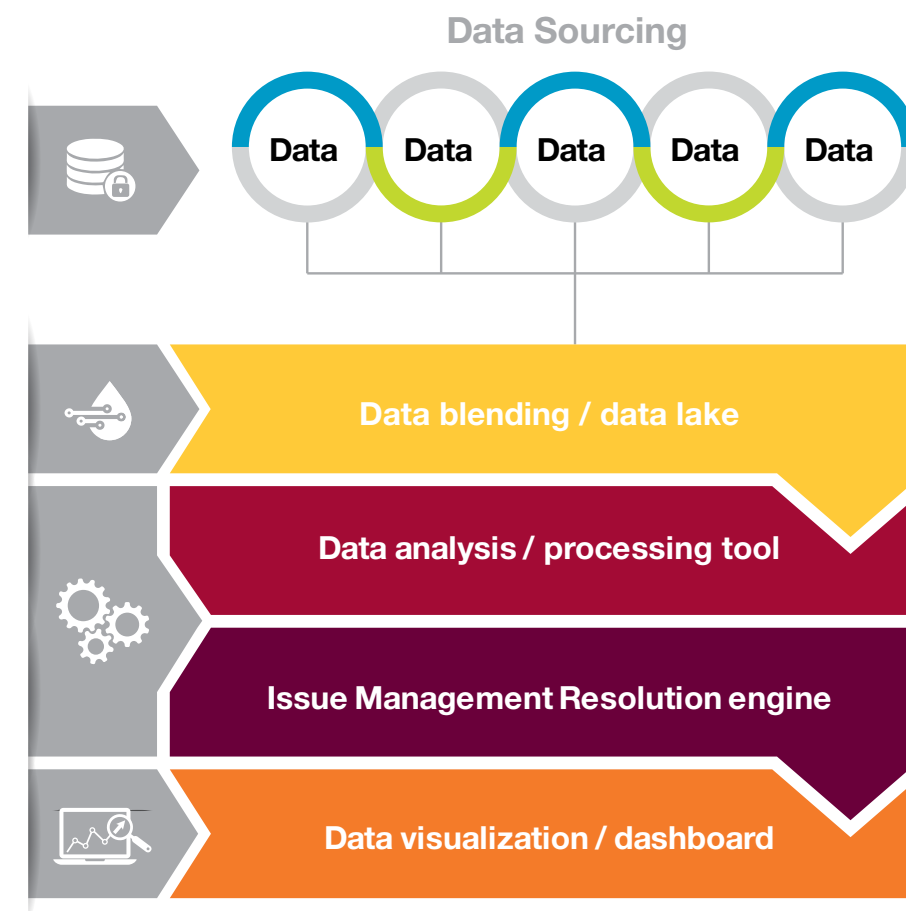 Data Sourcing
Data Data Data Data Data
Data blending / data lake
Data analysis / processing tool
Issue Management Resolution engine
Data visualization / dashboard